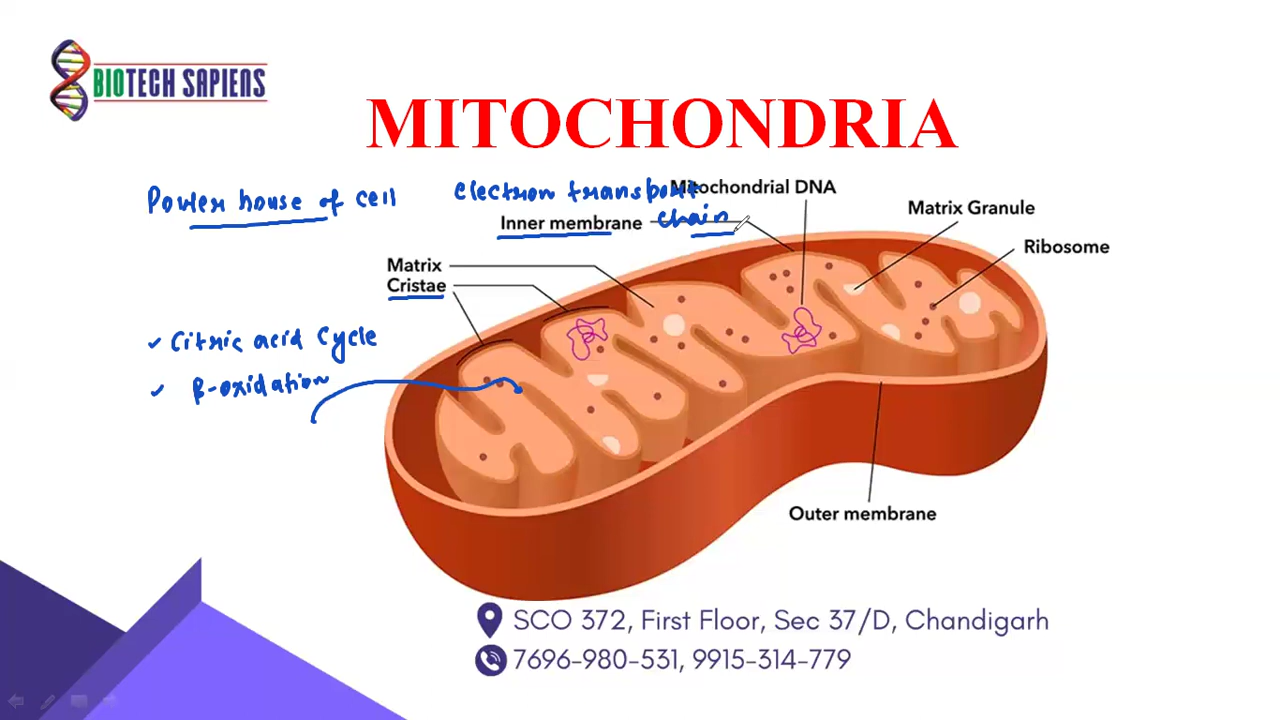 BIOTECH SAPIENS
MITOCHONDRIA
Power house of cell
electron transport
chain
Mitochondrial DNA
Inner membrane
Matrix Granule
Ribosome
Matrix
Cristae
✓ Citric acid cycle
✓ β-oxidation
Outer membrane
SCO 372, First Floor, Sec 37/D, Chandigarh
7696-980-531, 9915-314-779